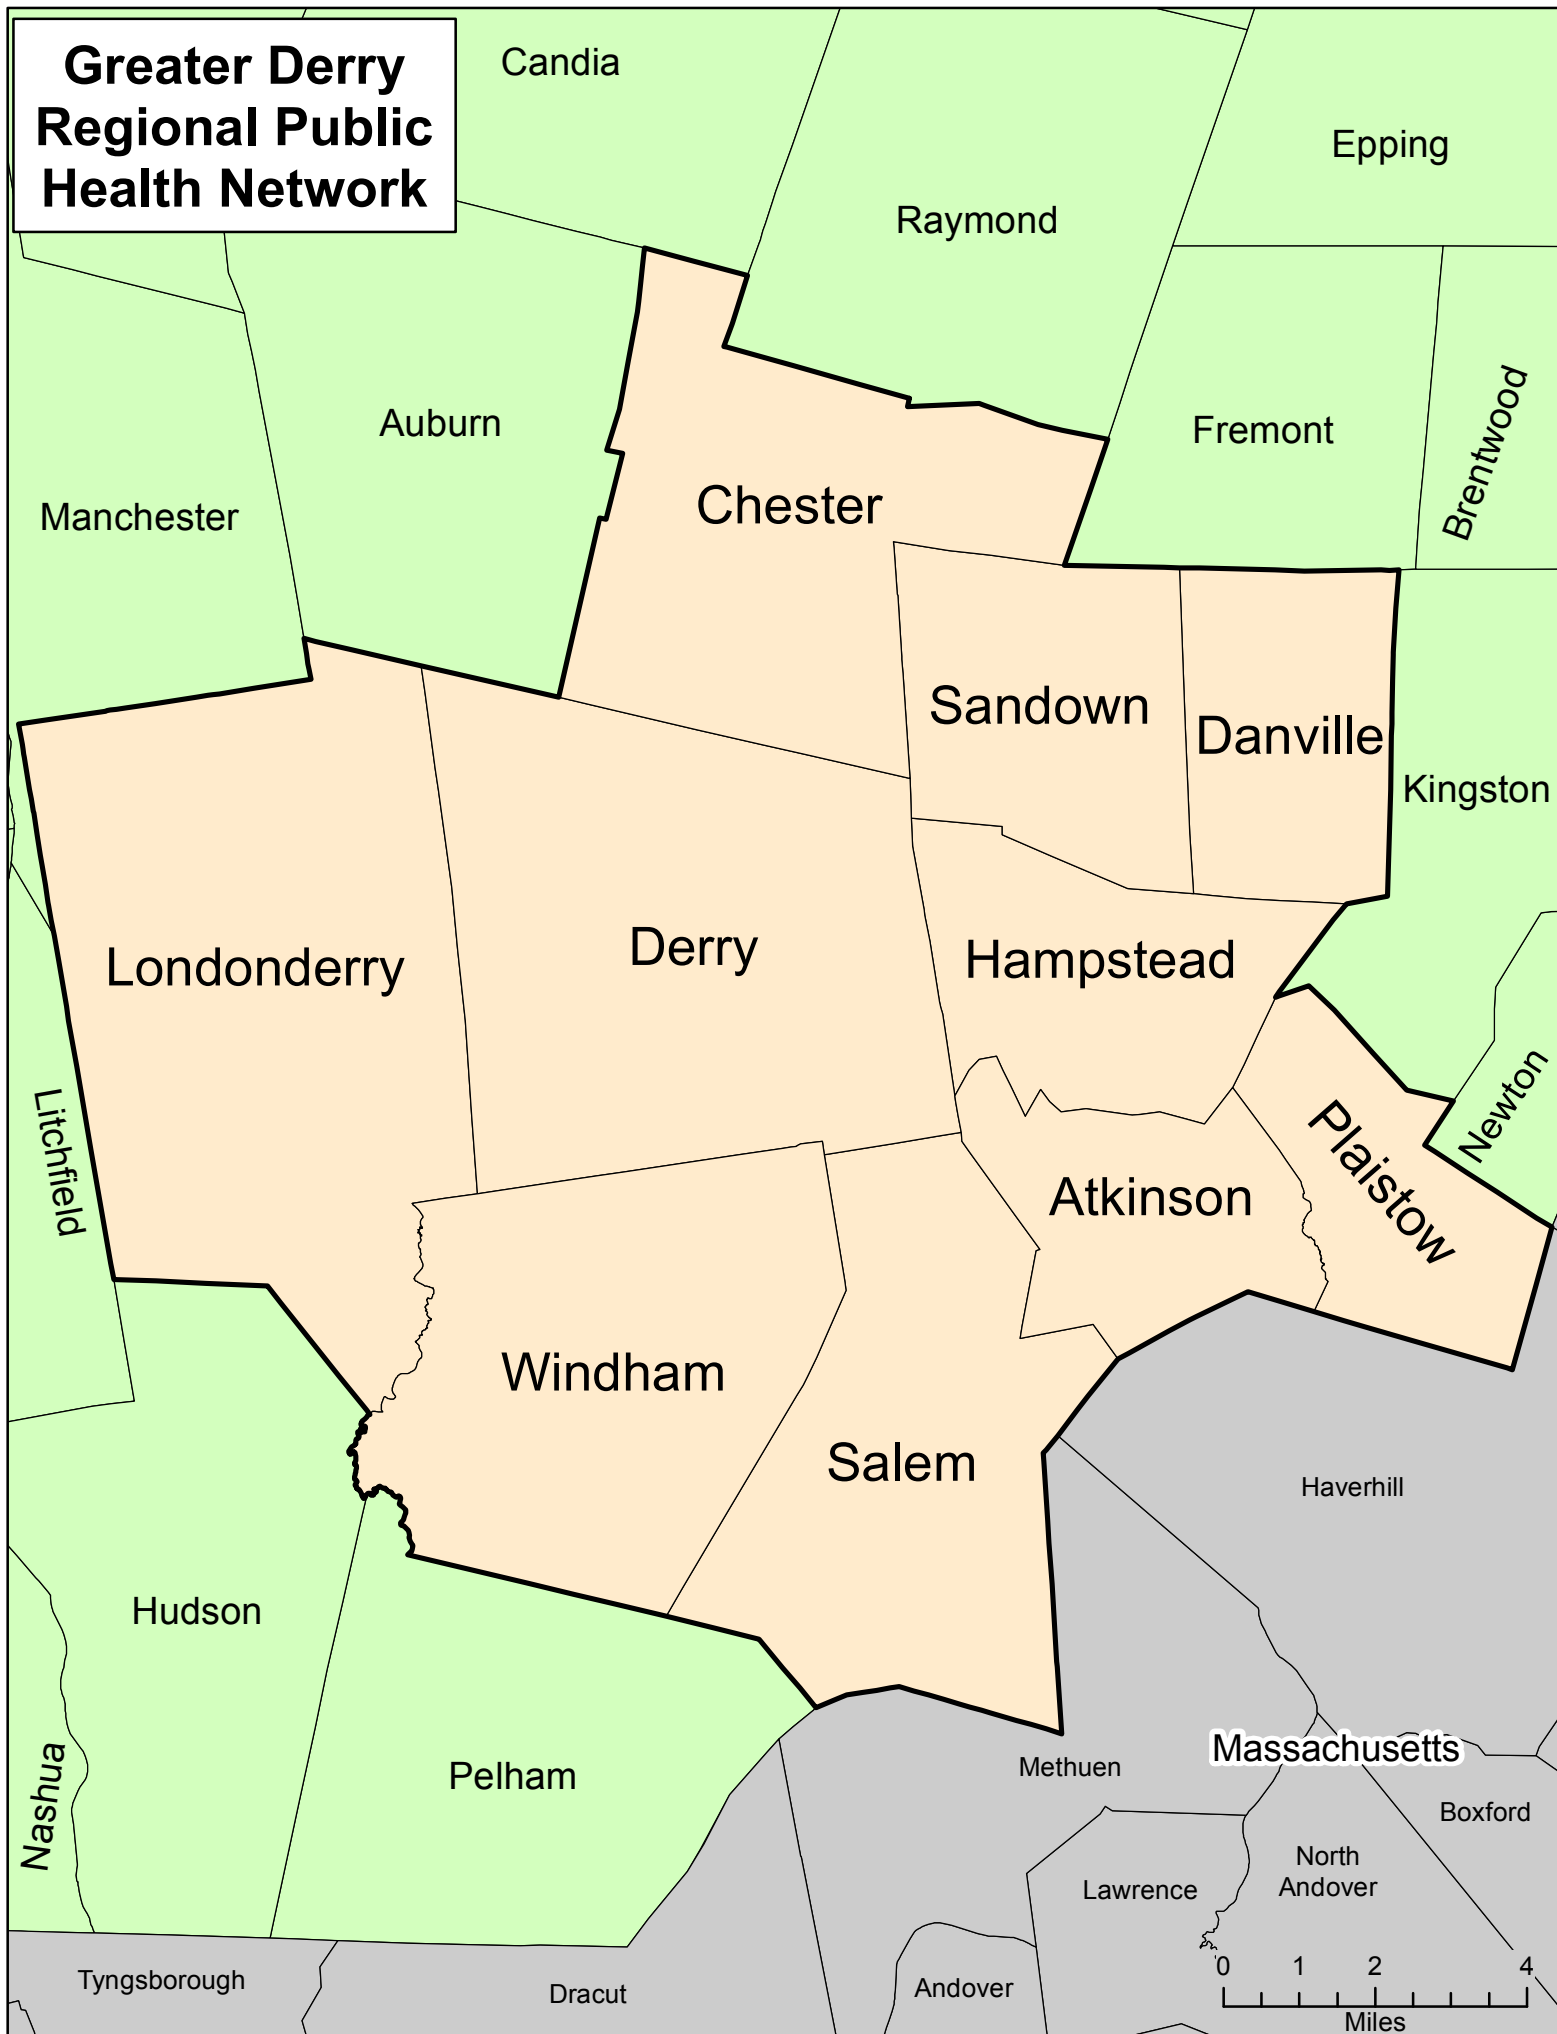 Greater Derry
Regional Public
Health Network
Candia
Epping
Raymond
Auburn
Fremont
Brentwood
Manchester
Chester
Sandown
Danville
Kingston
Londonderry
Derry
Hampstead
Litchfield
Newton
Plaistow
Atkinson
Windham
Salem
Haverhill
Hudson
Massachusetts
Methuen
Pelham
Nashua
Boxford
North
Andover
Lawrence
Tyngsborough
Dracut
Andover
0 1 2 4
Miles